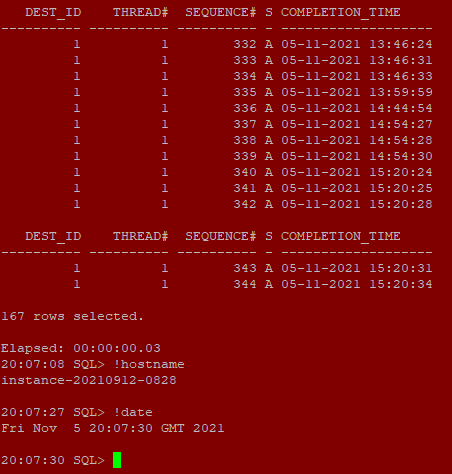 DEST_ID    THREAD#  SEQUENCE# S COMPLETION_TIME
---------- ---------- ---------- - -------------------
         1          1        332 A 05-11-2021 13:46:24
         1          1        333 A 05-11-2021 13:46:31
         1          1        334 A 05-11-2021 13:46:33
         1          1        335 A 05-11-2021 13:59:59
         1          1        336 A 05-11-2021 14:44:54
         1          1        337 A 05-11-2021 14:54:27
         1          1        338 A 05-11-2021 14:54:28
         1          1        339 A 05-11-2021 14:54:30
         1          1        340 A 05-11-2021 15:20:24
         1          1        341 A 05-11-2021 15:20:25
         1          1        342 A 05-11-2021 15:20:28

   DEST_ID    THREAD#  SEQUENCE# S COMPLETION_TIME
---------- ---------- ---------- - -------------------
         1          1        343 A 05-11-2021 15:20:31
         1          1        344 A 05-11-2021 15:20:34

167 rows selected.

Elapsed: 00:00:00.03
20:07:08 SQL> !hostname
instance-20210912-0828

20:07:27 SQL> !date
Fri Nov  5 20:07:30 GMT 2021

20:07:30 SQL>